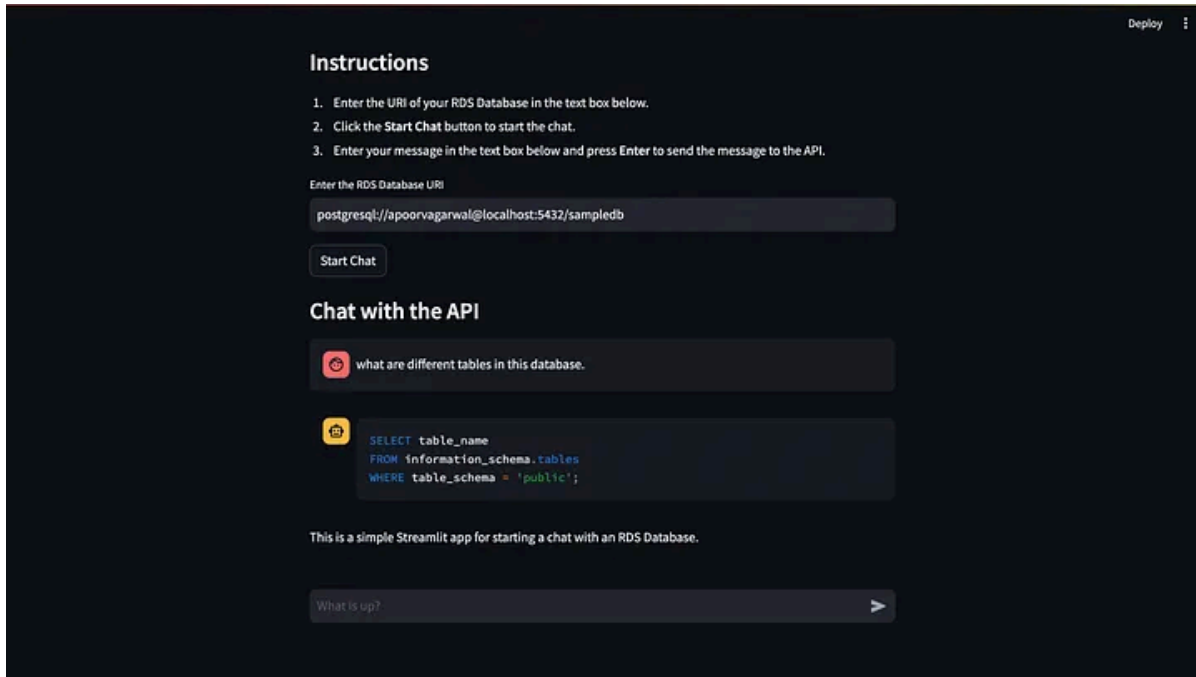 Deploy
Instructions
1. Enter the URI of your RDS Database in the text box below.
2. Click the Start Chat button to start the chat.
3. Enter your message in the text box below and press Enter to send the message to the API.
Enter the RDS Database URI
postgresql://apoorvagarwal@localhost:5432/sampledb
Start Chat
Chat with the API
what are different tables in this database.
SELECT table_name
FROM information_schema.tables
WHERE table_schema = 'public';
This is a simple Streamlit app for starting a chat with an RDS Database.
What is up?